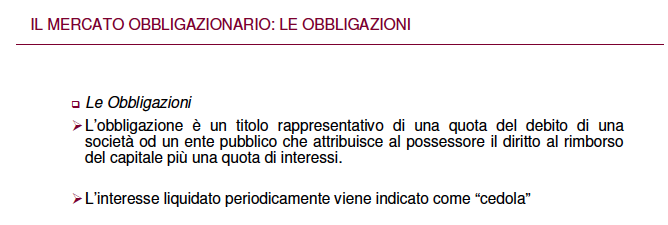 IL MERCATO OBBLIGAZIONARIO: LE OBBLIGAZIONI
Le Obbligazioni
L'obbligazione è un titolo rappresentativo di una quota del debito di una
società od un ente pubblico che attribuisce al possessore il diritto al rimborso
del capitale più una quota di interessi.
L'interesse liquidato periodicamente viene indicato come “cedola”